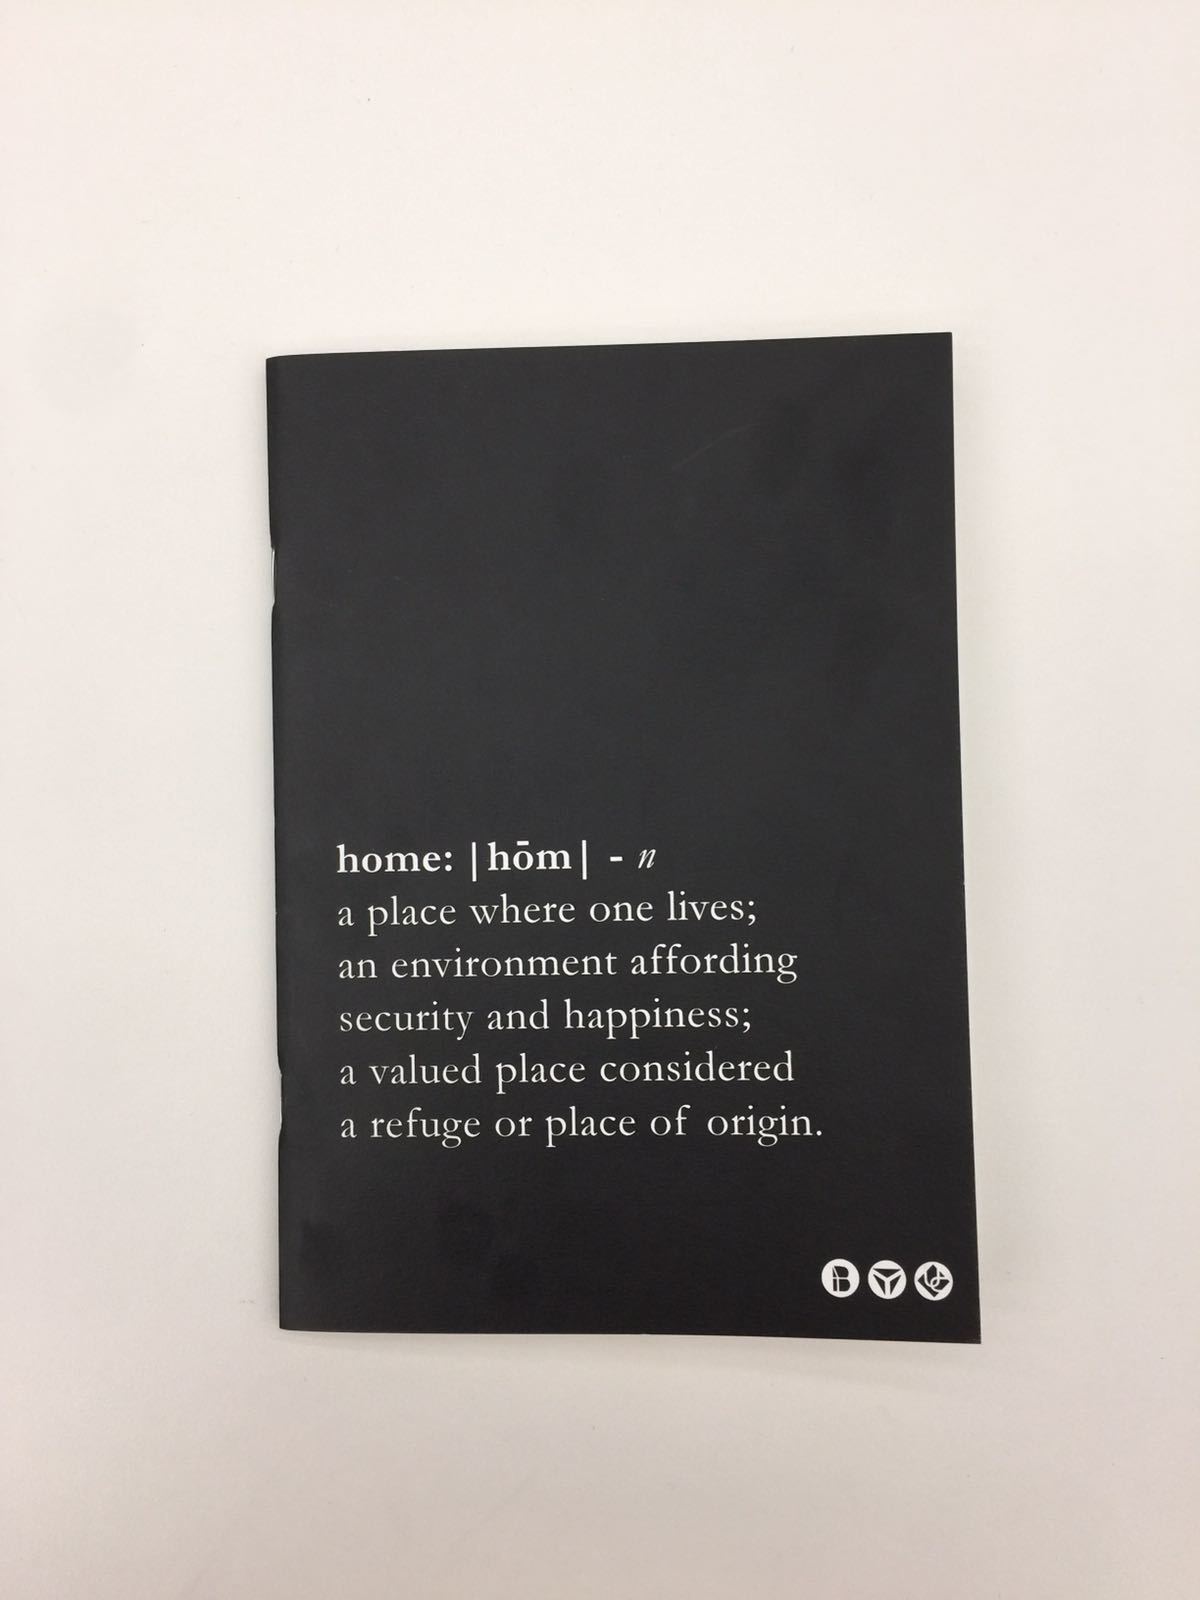 home: |hōm| - n
a place where one lives;
an environment affording
security and happiness;
a valued place considered
a refuge or place of origin.